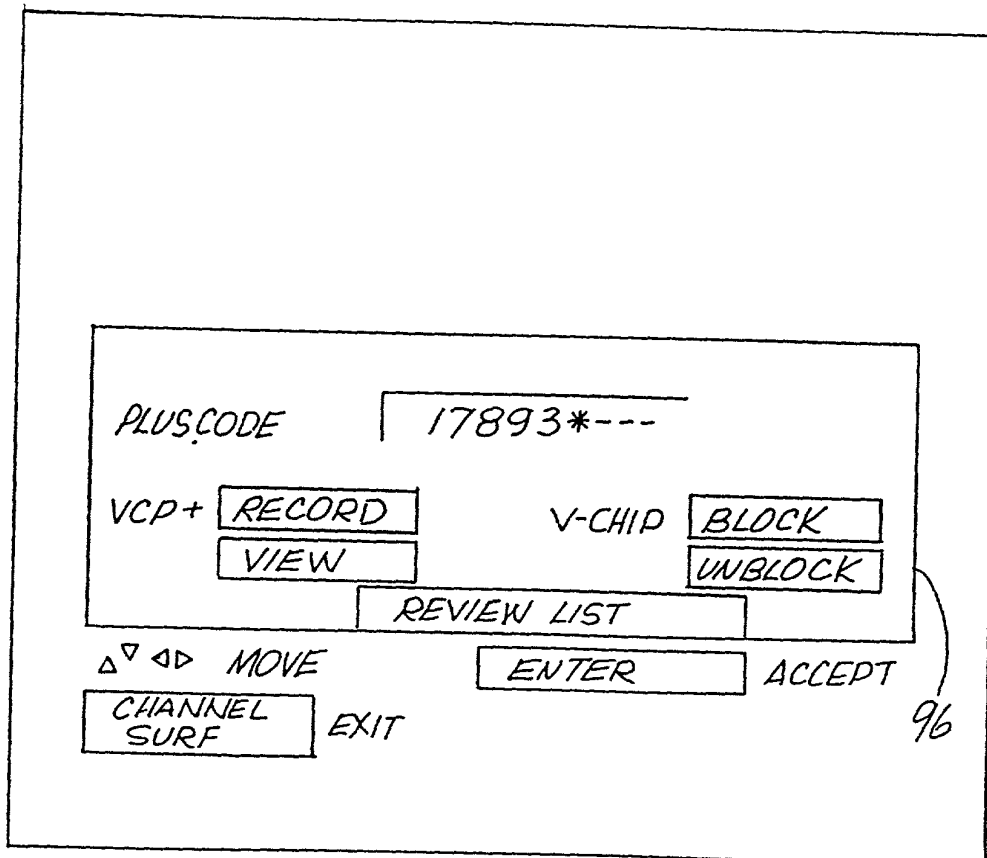 PLUS CODE 17893*---
VCP+ RECORD V-CHIP BLOCK
VIEW UNBLOCK
REVIEW LIST
△▽ ◁▷ MOVE ENTER ACCEPT
CHANNEL
SURF EXIT
96